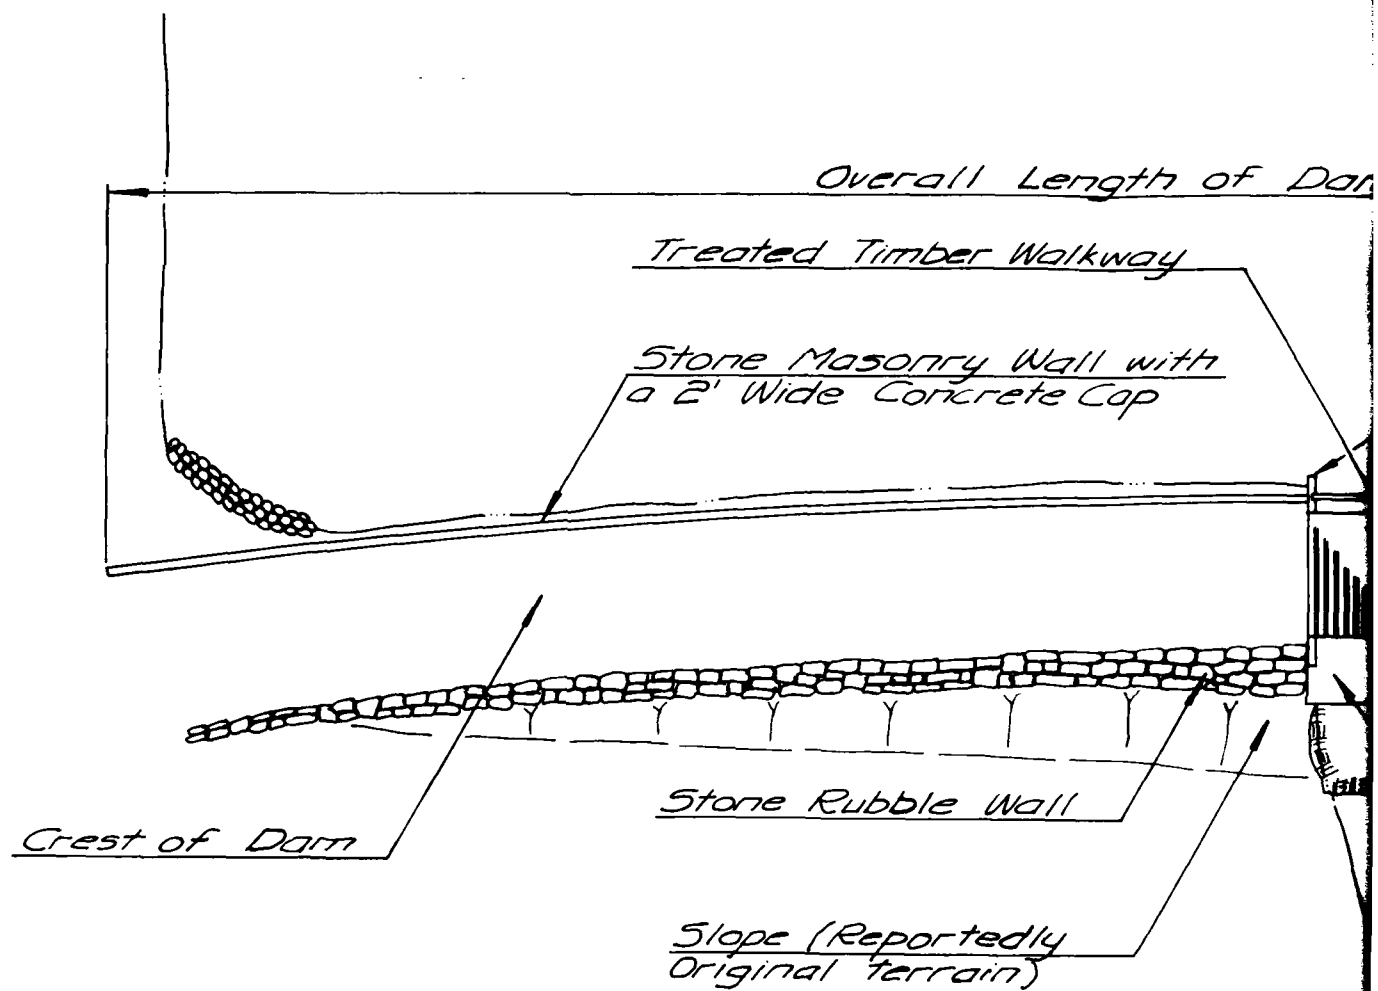 Overall Length of Dam
Treated Timber Walkway
Stone Masonry Wall with
a 2' Wide Concrete Cap
Stone Rubble Wall
Crest of Dam
Slope (Reportedly
Original terrain)